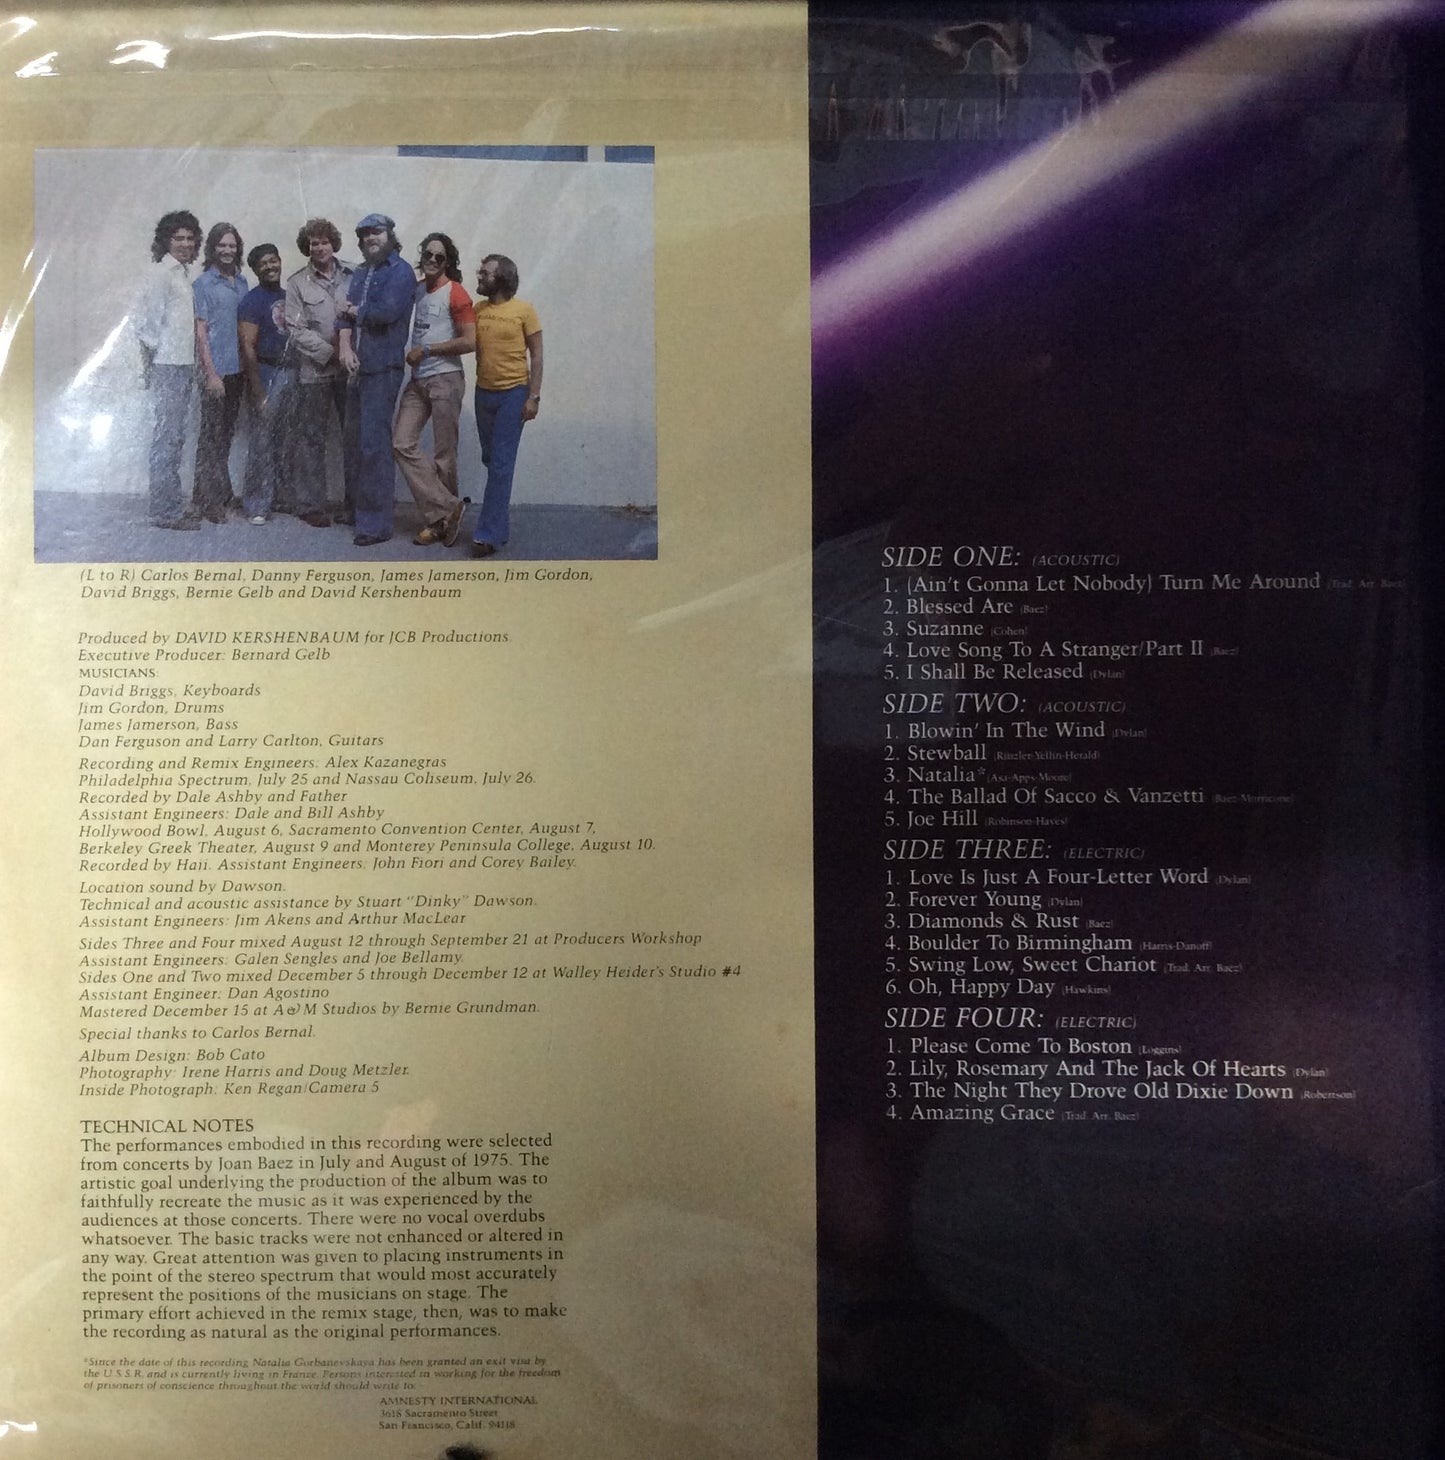 (L to R) Carlos Bernal, Danny Ferguson, James Jamerson, Jim Gordon,
David Briggs, Bernie Gelb and David Kershenbaum
Produced by DAVID KERSHENBAUM for JCB Productions.
Executive Producer: Bernard Gelb
MUSICIANS:
David Briggs, Keyboards
Jim Gordon, Drums
James Jamerson, Bass
Dan Ferguson and Larry Carlton, Guitars
Recording and Remix Engineers: Alex Kazanegras
Philadelphia Spectrum, July 25 and Nassau Coliseum, July 26.
Recorded by Dale Ashby and Father
Assistant Engineers: Dale and Bill Ashby
Hollywood Bowl, August 6, Sacramento Convention Center, August 7,
Berkeley Greek Theater, August 9 and Monterey Peninsula College, August 10.
Recorded by Haji. Assistant Engineers: John Fiori and Corey Bailey.
Location sound by Dawson.
Technical and acoustic assistance by Stuart "Dinky" Dawson.
Assistant Engineers: Jim Akens and Arthur MacLear
Sides Three and Four mixed August 12 through September 21 at Producers Workshop
Assistant Engineers: Galen Sengles and Joe Bellamy.
Sides One and Two mixed December 5 through December 12 at Walley Heider's Studio #4
Assistant Engineer: Dan Agostino
Mastered December 15 at A&M Studios by Bernie Grundman.
Special thanks to Carlos Bernal.
Album Design: Bob Cato
Photography: Irene Harris and Doug Metzler.
Inside Photograph: Ken Regan/Camera 5
TECHNICAL NOTES
The performances embodied in this recording were selected
from concerts by Joan Baez in July and August of 1975. The
artistic goal underlying the production of the album was to
faithfully recreate the music as it was experienced by the
audiences at those concerts. There were no vocal overdubs
whatsoever. The basic tracks were not enhanced or altered in
any way. Great attention was given to placing instruments in
the point of the stereo spectrum that would most accurately
represent the positions of the musicians on stage. The
primary effort achieved in the remix stage, then, was to make
the recording as natural as the original performances.
*Since the date of this recording Natalia Gorbanevskaya has been granted an exit visa by
the U.S.S.R. and is currently living in France. Persons interested in working for the freedom
of prisoners of conscience throughout the world should write to:
AMNESTY INTERNATIONAL
3618 Sacramento Street
San Francisco, Calif. 94118
SIDE ONE: (ACOUSTIC)
1. (Ain't Gonna Let Nobody) Turn Me Around (Trad. Arr. Baez)
2. Blessed Are (Baez)
3. Suzanne (Cohen)
4. Love Song To A Stranger/Part II (Baez)
5. I Shall Be Released (Dylan)
SIDE TWO: (ACOUSTIC)
1. Blowin' In The Wind (Dylan)
2. Stewball (Rinzler-Yellin-Herald)
3. Natalia* (Asa-Apps-Moore)
4. The Ballad Of Sacco & Vanzetti (Baez-Morricone)
5. Joe Hill (Robinson-Hayes)
SIDE THREE: (ELECTRIC)
1. Love Is Just A Four-Letter Word (Dylan)
2. Forever Young (Dylan)
3. Diamonds & Rust (Baez)
4. Boulder To Birmingham (Harris-Danoff)
5. Swing Low, Sweet Chariot (Trad. Arr. Baez)
6. Oh, Happy Day (Hawkins)
SIDE FOUR: (ELECTRIC)
1. Please Come To Boston (Loggins)
2. Lily, Rosemary And The Jack Of Hearts (Dylan)
3. The Night They Drove Old Dixie Down (Robertson)
4. Amazing Grace (Trad. Arr. Baez)